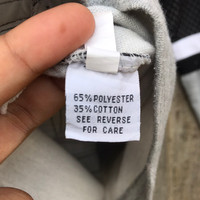 65% POLYESTER
35% COTTON
SEE REVERSE
FOR CARE